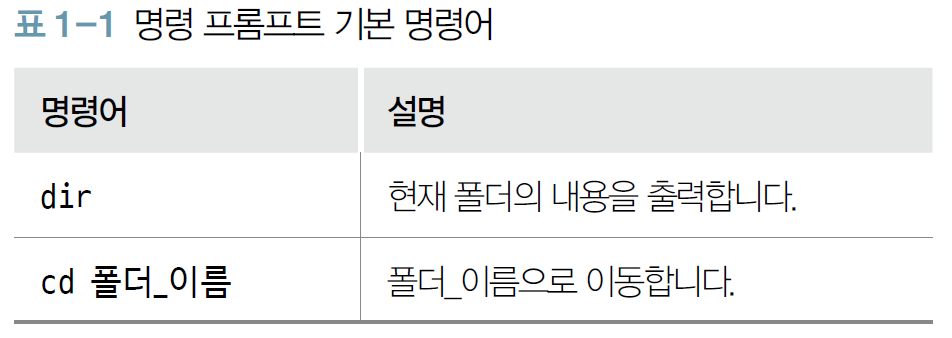 표 1-1 명령 프롬프트 기본 명령어
명령어 설명
dir 현재 폴더의 내용을 출력합니다.
cd 폴더_이름 폴더_이름으로 이동합니다.